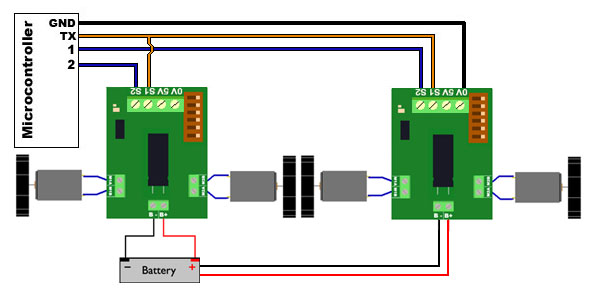 Microcontroller
GND
TX
1
2
0V 5V S1 S2
0V 5V S1 S2
B - B+
B - B+
− Battery +